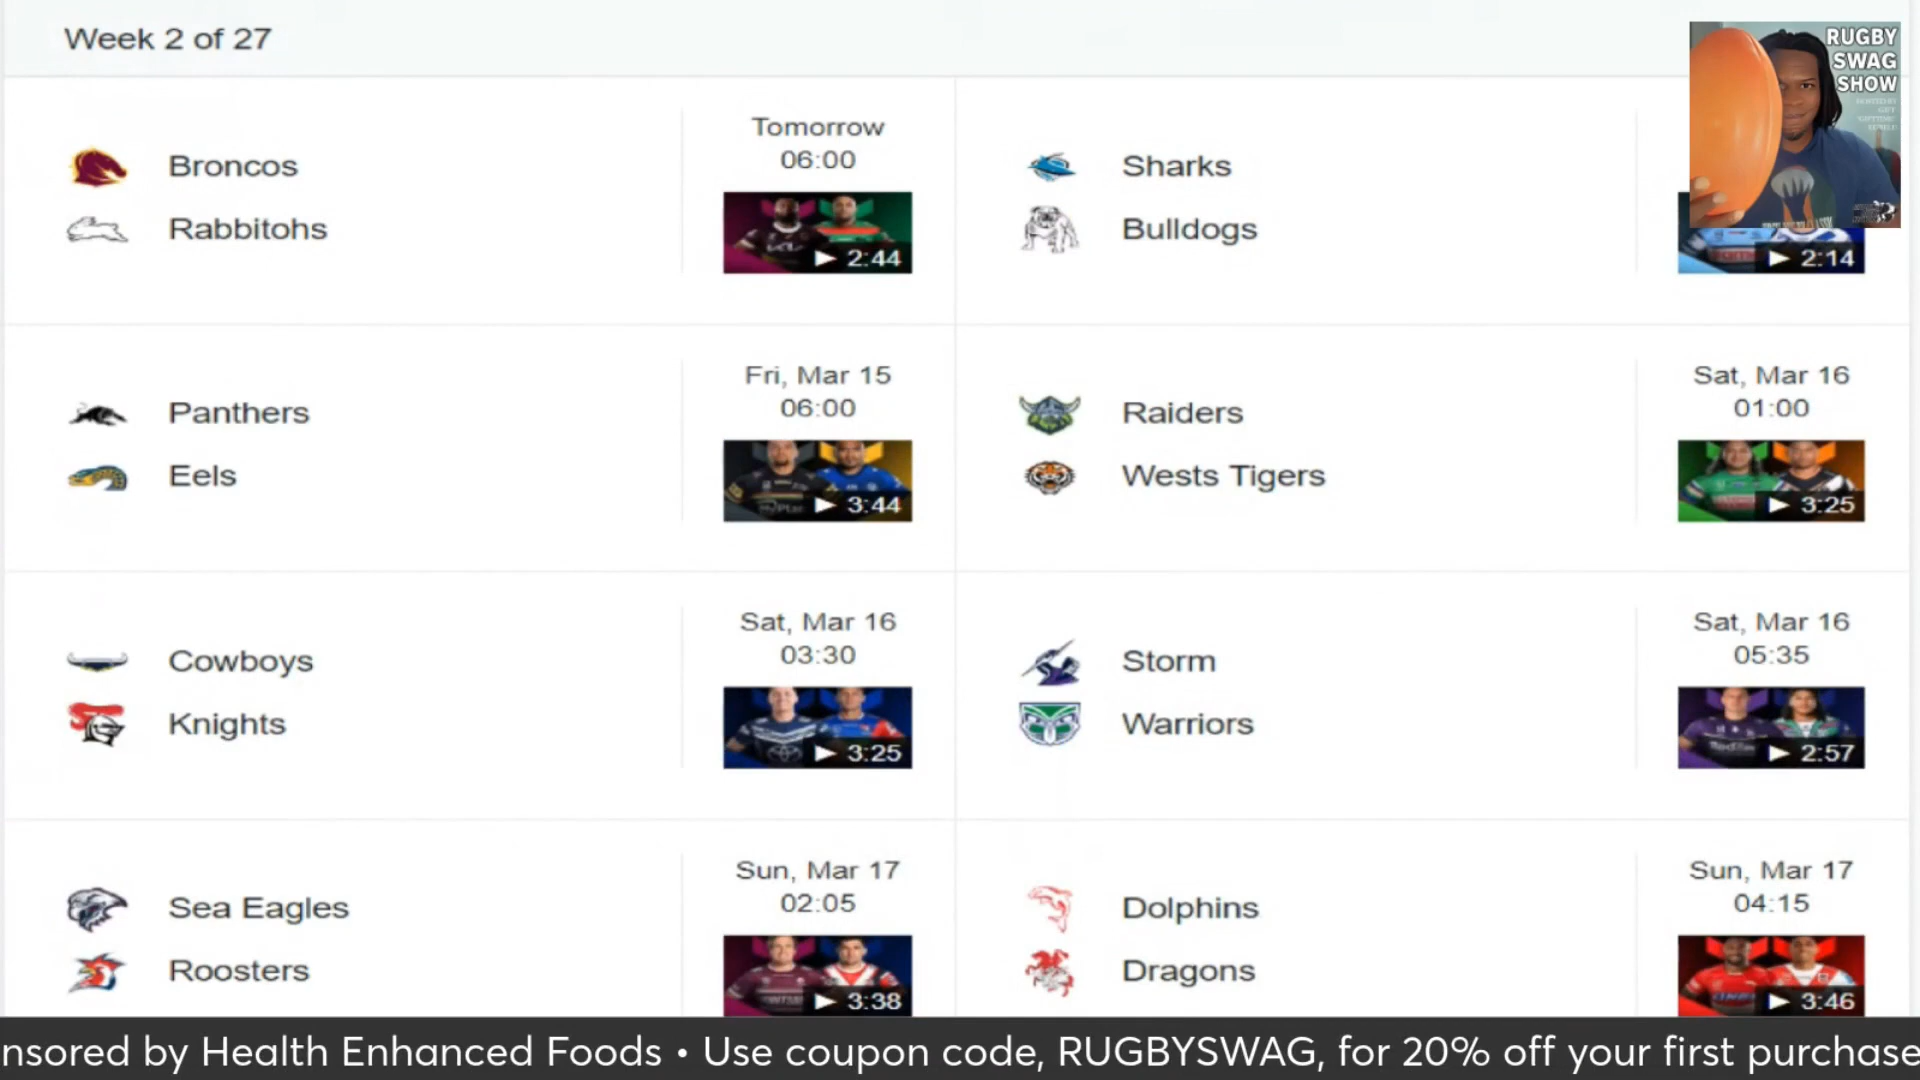 Week 2 of 27
RUGBY
SWAG
SHOW
HOSTED BY
Broncos
Rabbitohs
Tomorrow
06:00
2:44
Sharks
Bulldogs
2:14
Panthers
Eels
Fri, Mar 15
06:00
3:44
Raiders
Wests Tigers
Sat, Mar 16
01:00
3:25
Cowboys
Knights
Sat, Mar 16
03:30
3:25
Storm
Warriors
Sat, Mar 16
05:35
2:57
Sea Eagles
Roosters
Sun, Mar 17
02:05
3:38
Dolphins
Dragons
Sun, Mar 17
04:15
3:46
nsored by Health Enhanced Foods • Use coupon code, RUGBYSWAG, for 20% off your first purchase